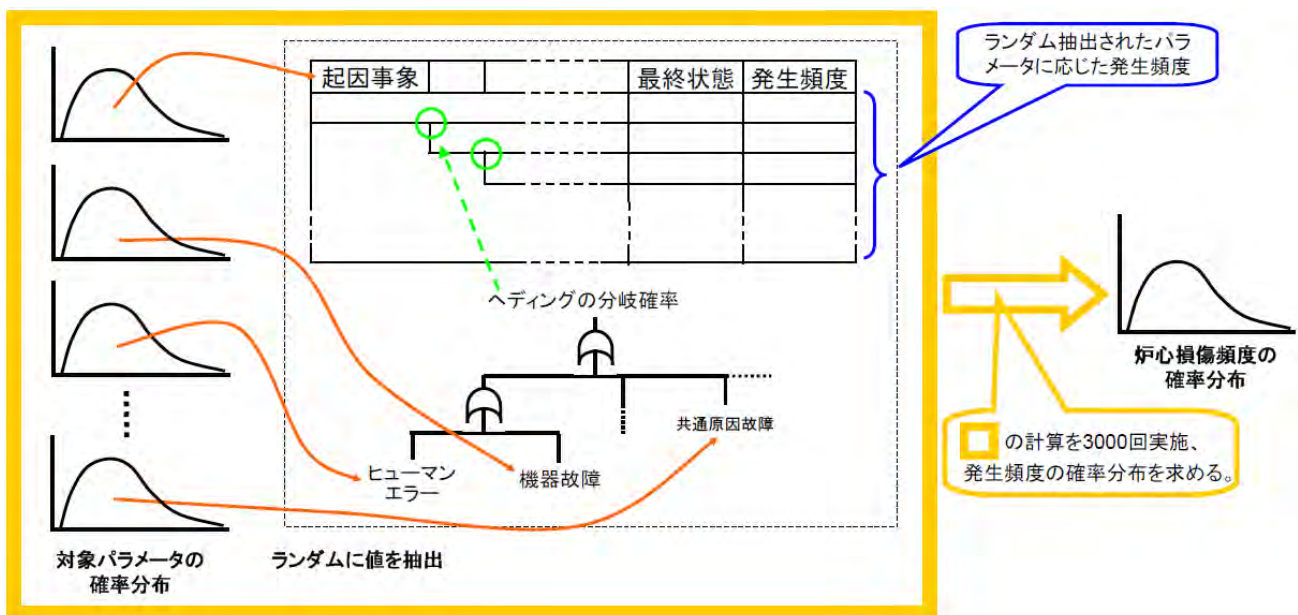 起因事象
最終状態
発生頻度
ランダム抽出されたパラ
メータに応じた発生頻度
ヘディングの分岐確率
共通原因故障
ヒューマン
エラー
機器故障
対象パラメータの
確率分布
ランダムに値を抽出
炉心損傷頻度の
確率分布
の計算を3000回実施、
発生頻度の確率分布を求める。